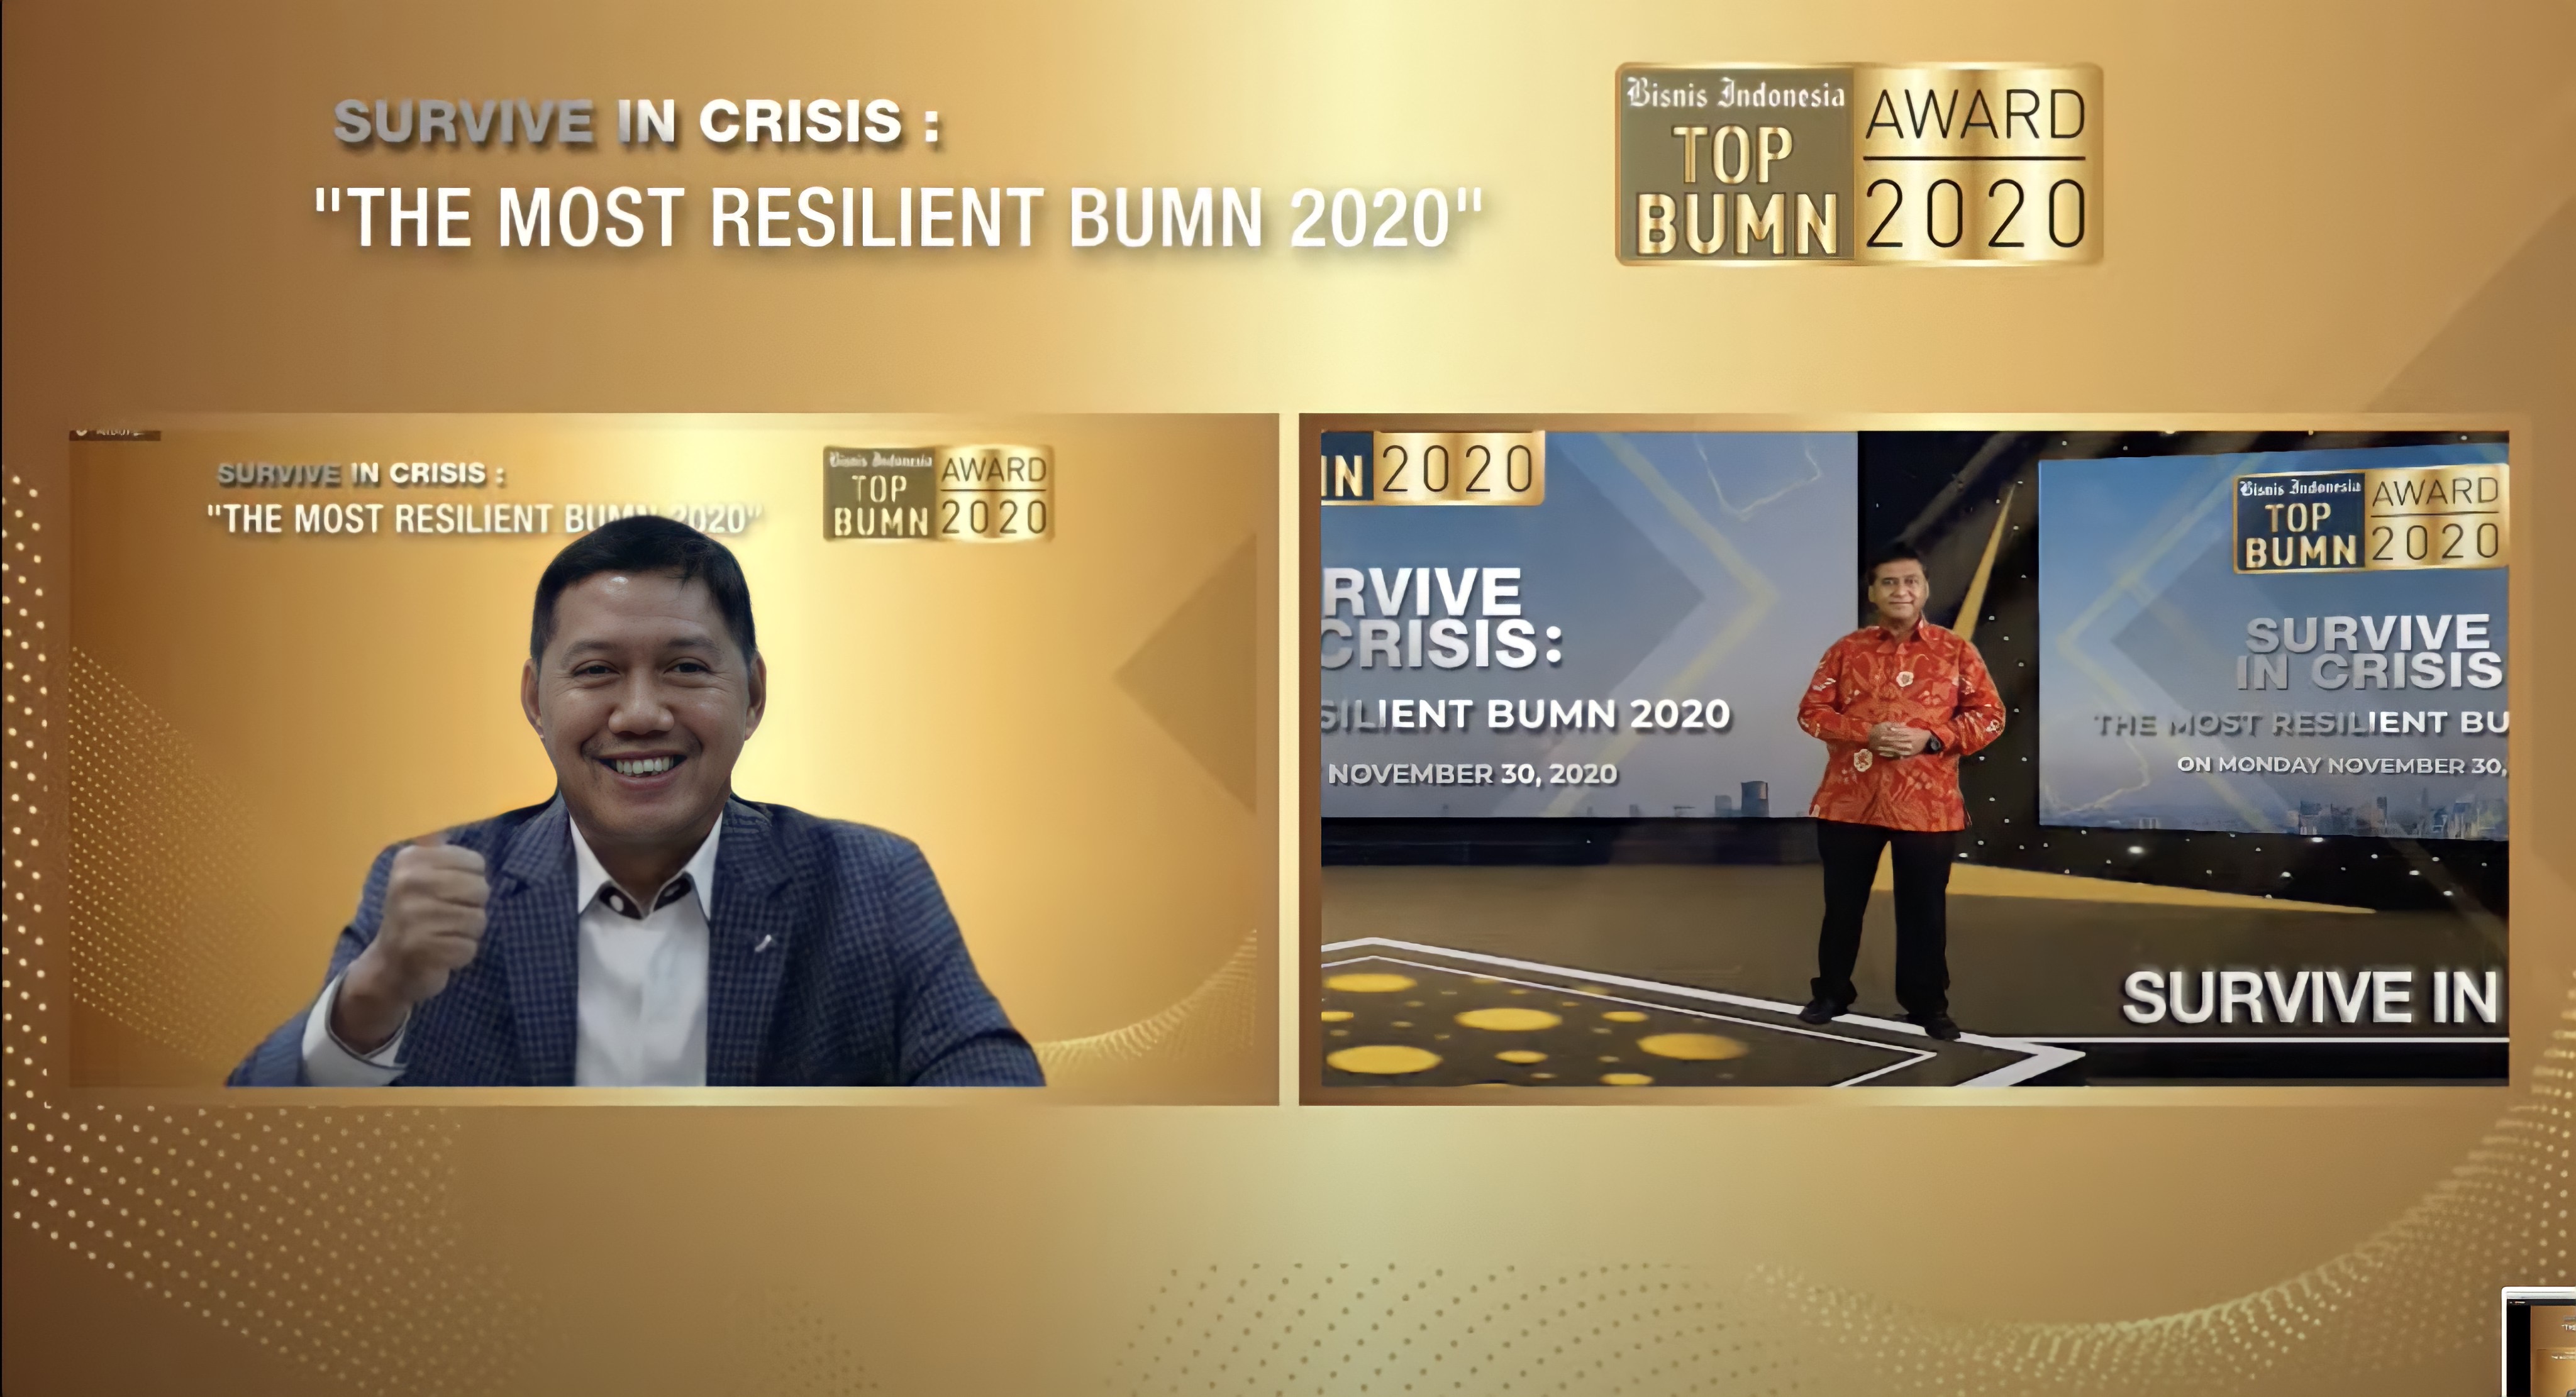 SURVIVE IN CRISIS :
"THE MOST RESILIENT BUMN 2020"
Bisnis Indonesia
TOP
BUMN
AWARD
2020
SURVIVE IN CRISIS :
"THE MOST RESILIENT BUMN 2020"
Bisnis Indonesia
TOP
BUMN
AWARD
2020
IN 2020
RVIVE
CRISIS:
SILIENT BUMN 2020
NOVEMBER 30, 2020
Bisnis Indonesia
TOP
BUMN
AWARD
2020
SURVIVE
IN CRISIS
THE MOST RESILIENT BU
ON MONDAY NOVEMBER 30,
SURVIVE IN